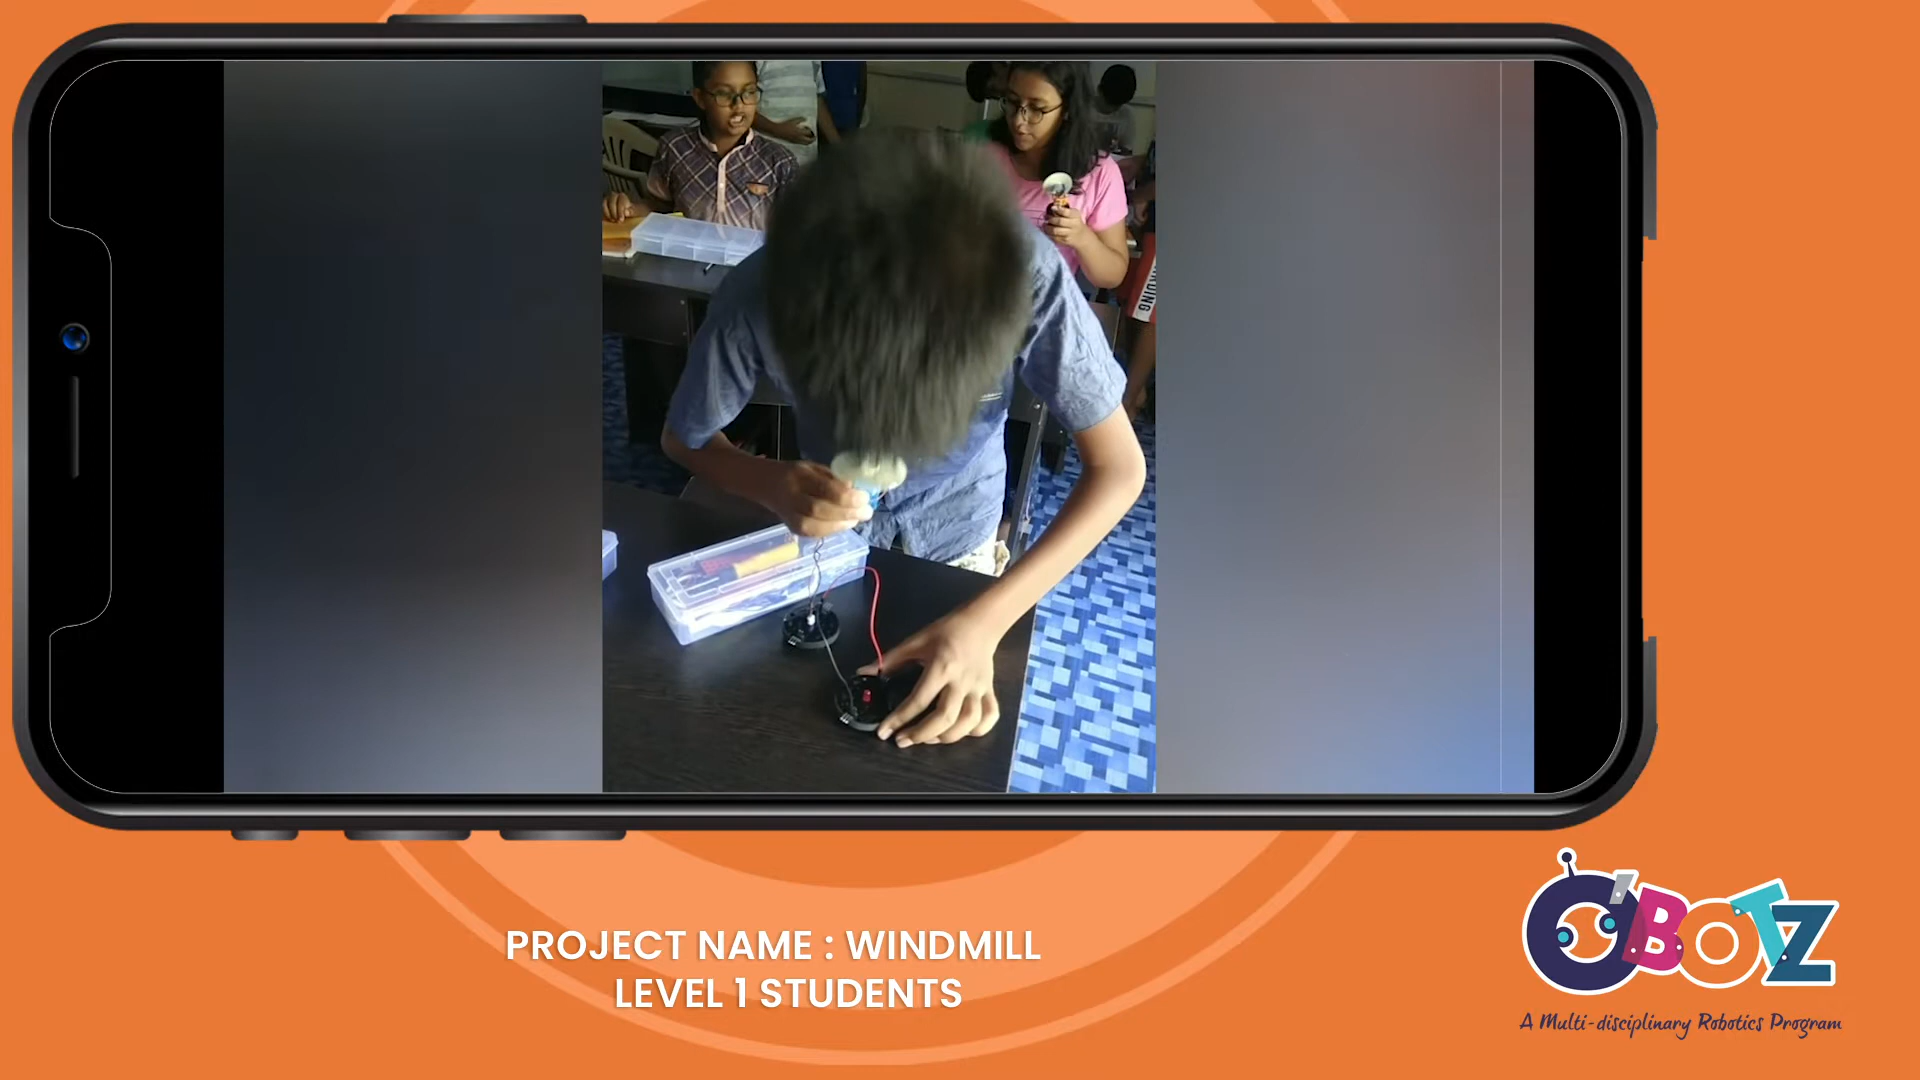 PROJECT NAME : WINDMILL
LEVEL 1 STUDENTS
O'BOTZ
A Multi-disciplinary Robotics Program